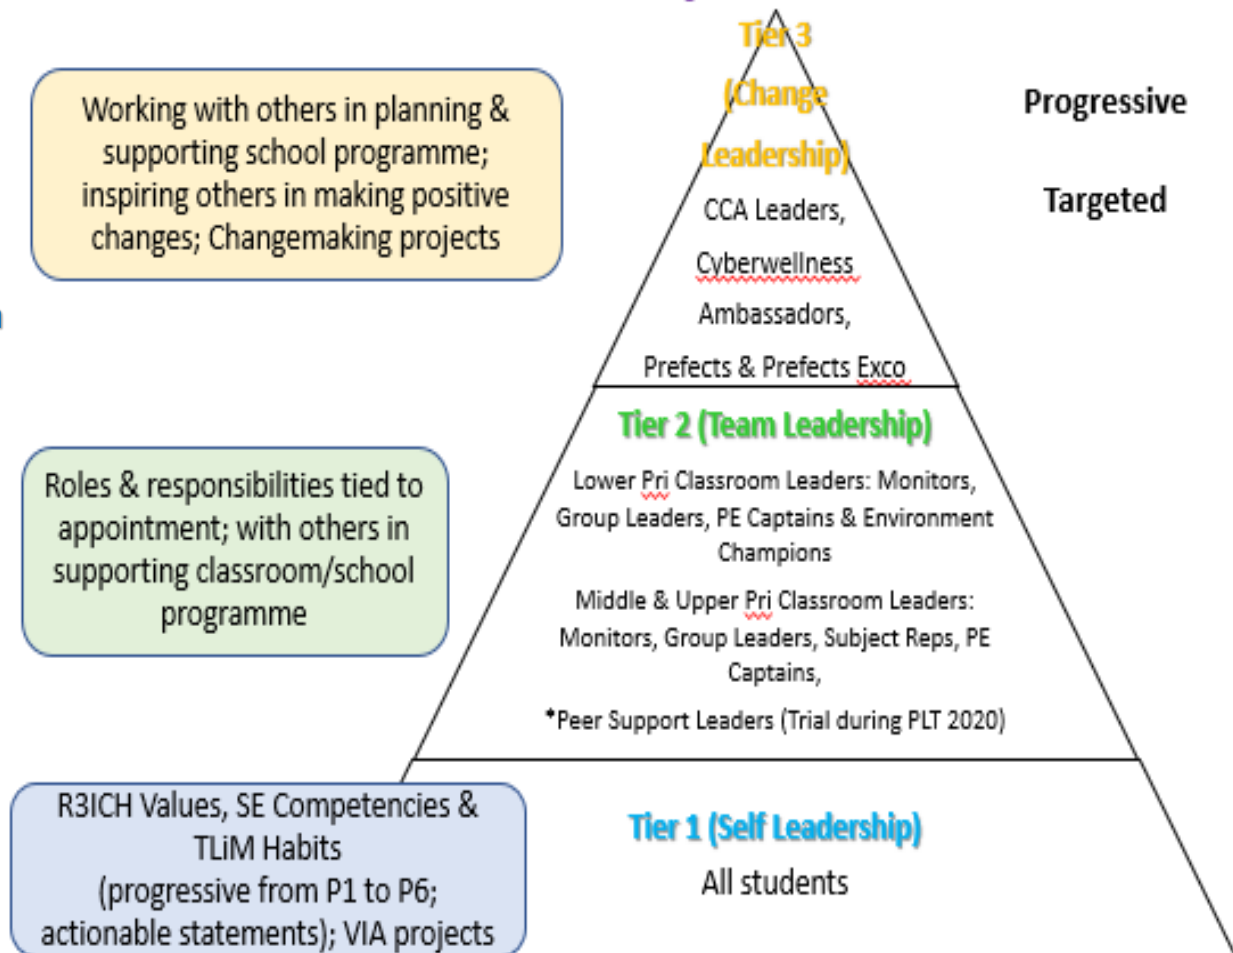 Tier 3
(Change
Leadership)
CCA Leaders,
Cyberwellness
Ambassadors,
Prefects & Prefects Exco
Working with others in planning &
supporting school programme;
inspiring others in making positive
changes; Changemaking projects
Progressive
Targeted
Tier 2 (Team Leadership)
Lower Pri Classroom Leaders: Monitors,
Group Leaders, PE Captains & Environment
Champions
Middle & Upper Pri Classroom Leaders:
Monitors, Group Leaders, Subject Reps, PE
Captains,
*Peer Support Leaders (Trial during PLT 2020)
Roles & responsibilities tied to
appointment; with others in
supporting classroom/school
programme
Tier 1 (Self Leadership)
All students
R3ICH Values, SE Competencies &
TLiM Habits
(progressive from P1 to P6;
actionable statements); VIA projects